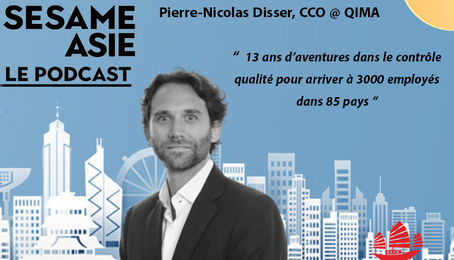 SESAME
ASIE
LE PODCAST
Pierre-Nicolas Disser, CCO @ QIMA
“ 13 ans d’aventures dans le contrôle
qualité pour arriver à 3000 employés
dans 85 pays ”